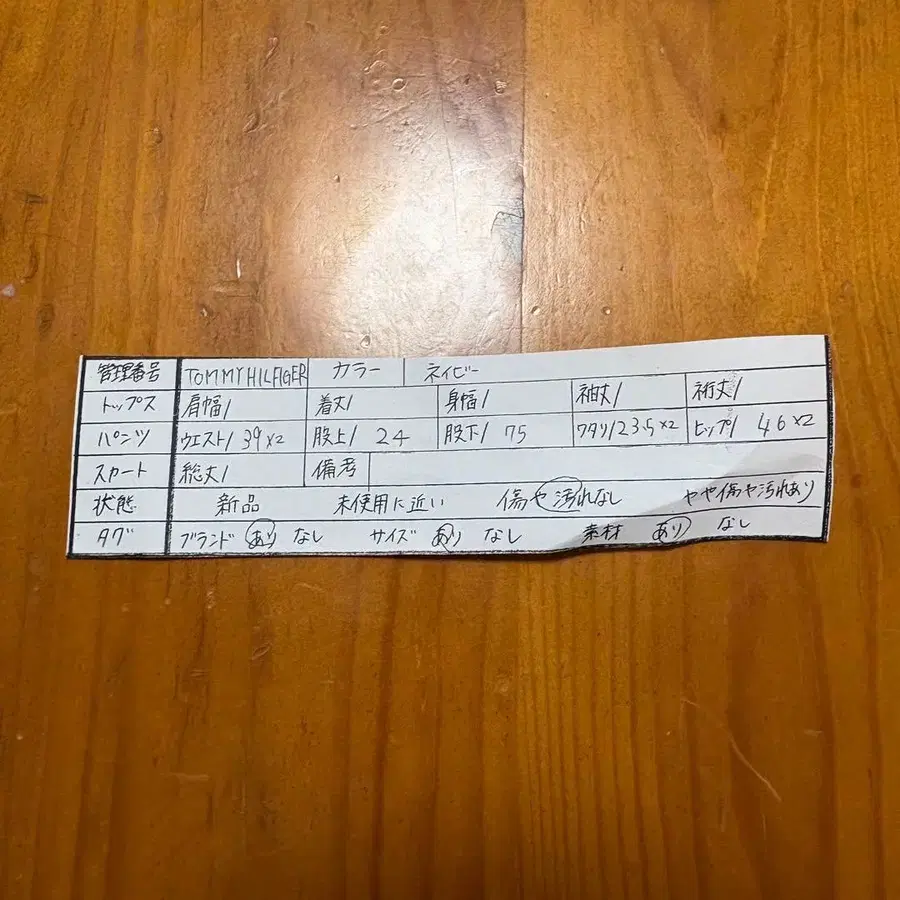 管理番号 TOMMY HILFIGER カラー ネイビー
トップス 肩幅/ 着丈/ 身幅/ 袖丈/ 裄丈/
パンツ ウエスト/ 39×2 股上/ 24 股下/ 75 ワタリ/23.5×2 ヒップ/ 46×2
スカート 総丈/ 備考
状態 新品 未使用に近い 傷や汚れなし やや傷や汚れあり
タグ ブランド あり なし サイズ あり なし 素材 あり なし